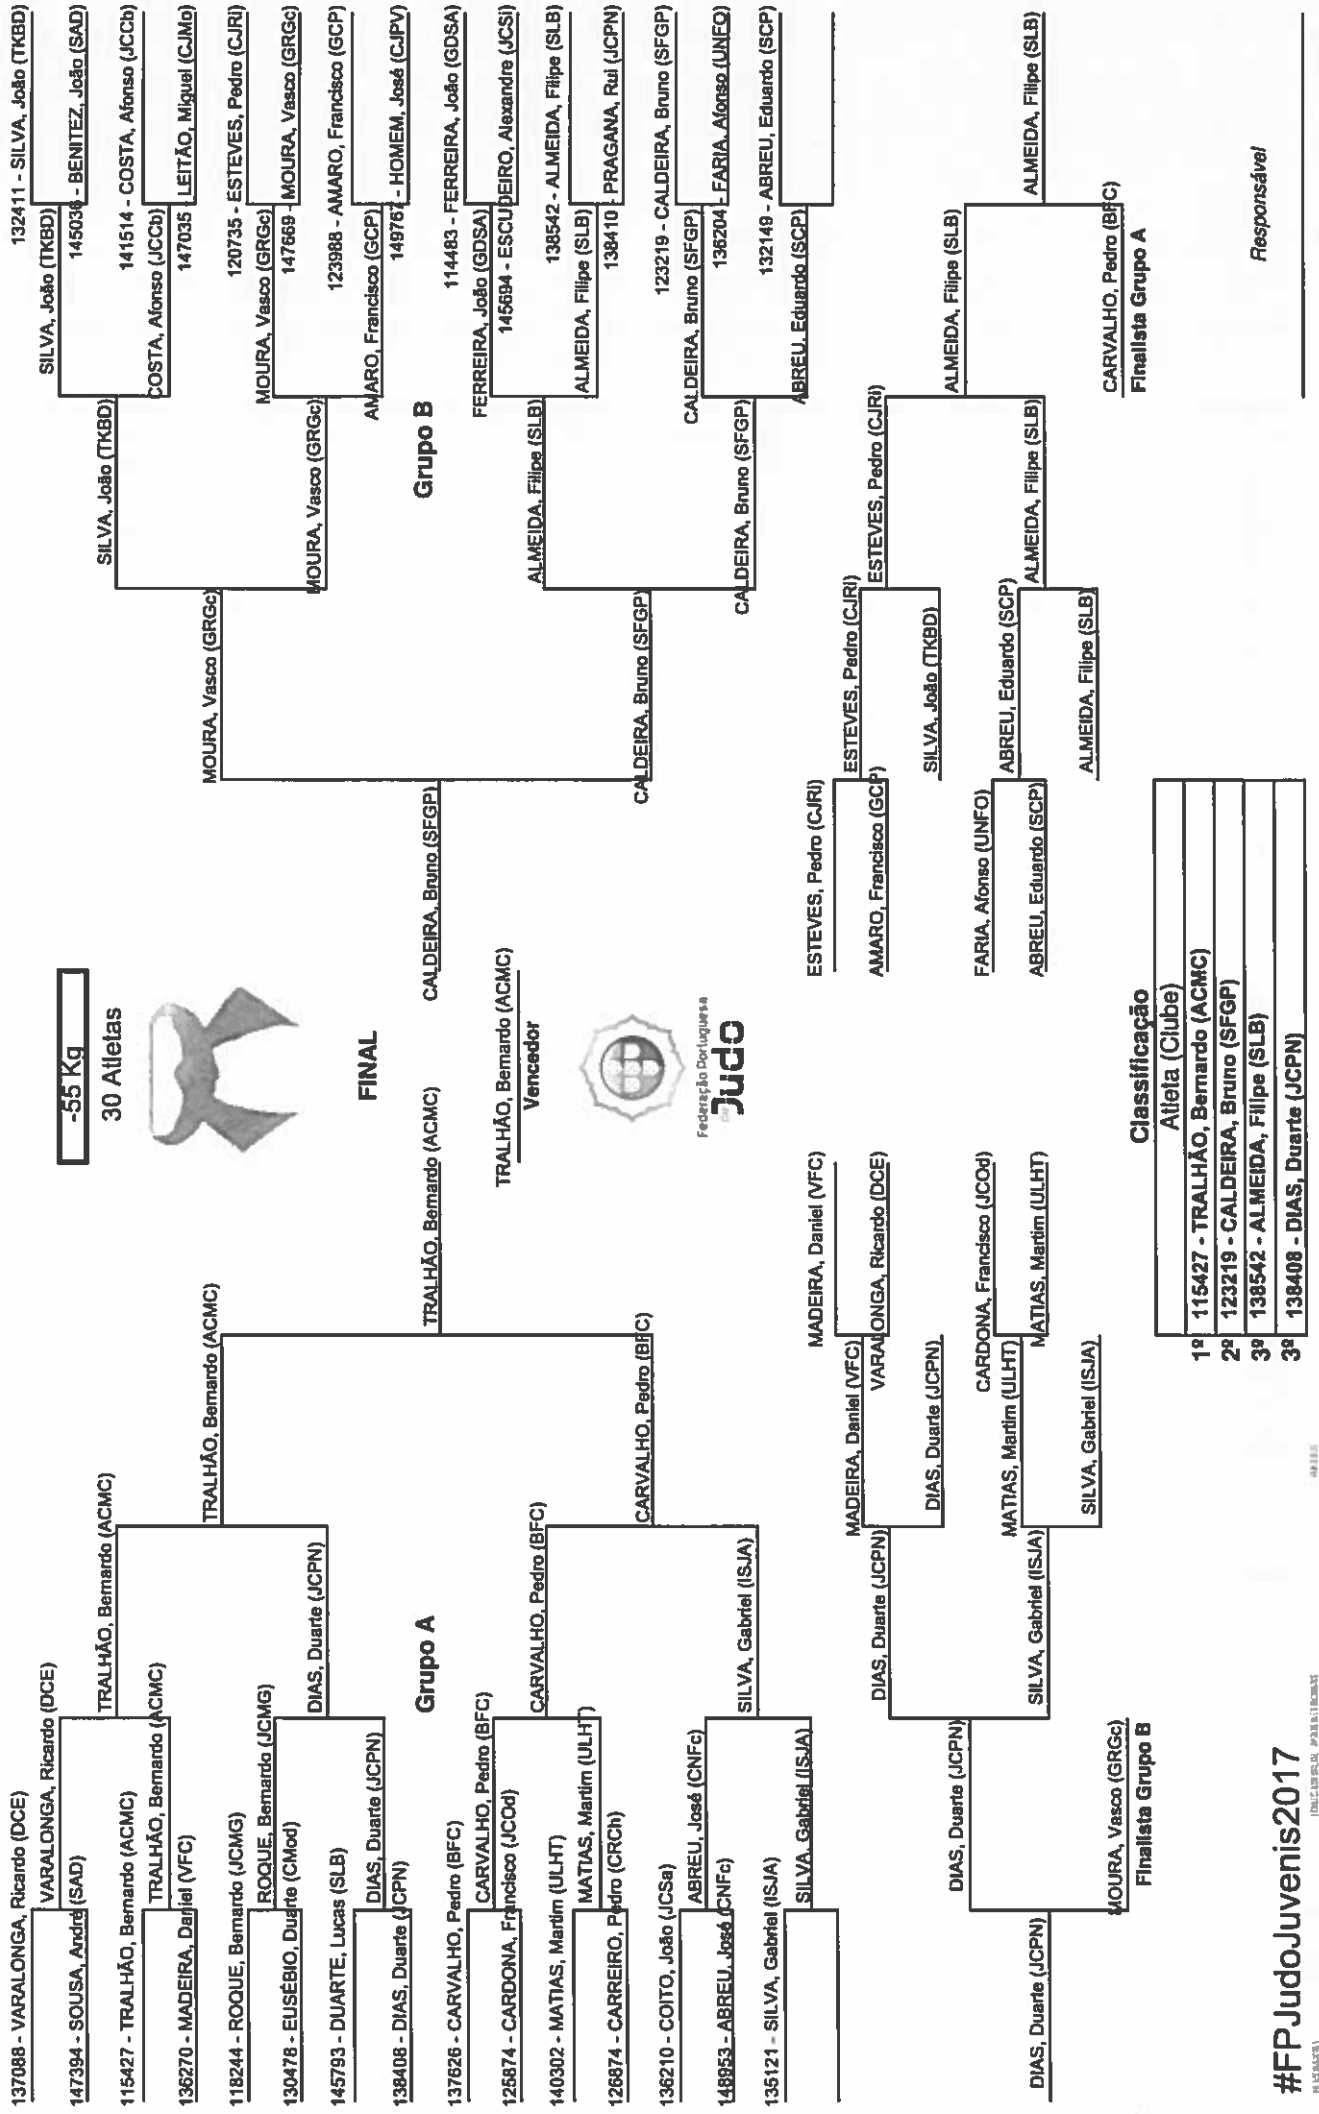 -55 Kg
30 Atletas
FINAL
137088 - VARALONGA, Ricardo (DCE)
VARALONGA, Ricardo (DCE)
147394 - SOUSA, André (SAD)
TRALHÃO, Bernardo (ACMC)
115427 - TRALHÃO, Bernardo (ACMC)
TRALHÃO, Bernardo (ACMC)
136270 - MADEIRA, Daniel (VFC)
TRALHÃO, Bernardo (ACMC)
118244 - ROQUE, Bernardo (JCMG)
ROQUE, Bernardo (JCMG)
130478 - EUSÉBIO, Duarte (CMod)
DIAS, Duarte (JCPN)
145793 - DUARTE, Lucas (SLB)
DIAS, Duarte (JCPN)
138408 - DIAS, Duarte (JCPN)
Grupo A
TRALHÃO, Bernardo (ACMC)
137626 - CARVALHO, Pedro (BFC)
CARVALHO, Pedro (BFC)
125874 - CARDONA, Francisco (JCOd)
CARVALHO, Pedro (BFC)
140302 - MATIAS, Martim (ULHT)
MATIAS, Martim (ULHT)
126874 - CARREIRO, Pedro (CRCh)
CARVALHO, Pedro (BFC)
136210 - COITO, João (JCSa)
ABREU, José (CNFc)
148953 - ABREU, José (CNFc)
SILVA, Gabriel (ISJA)
135121 - SILVA, Gabriel (ISJA)
SILVA, Gabriel (ISJA)
TRALHÃO, Bernardo (ACMC)
Vencedor
Federação Portuguesa
Judo
132411 - SILVA, João (TKBD)
SILVA, João (TKBD)
145036 - BENITEZ, João (SAD)
SILVA, João (TKBD)
141514 - COSTA, Afonso (JCCb)
COSTA, Afonso (JCCb)
147035 - LEITÃO, Miguel (CJMo)
MOURA, Vasco (GRGc)
120735 - ESTEVES, Pedro (CJRi)
MOURA, Vasco (GRGc)
147669 - MOURA, Vasco (GRGc)
MOURA, Vasco (GRGc)
123988 - AMARO, Francisco (GCP)
AMARO, Francisco (GCP)
149767 - HOMEM, José (CJPV)
Grupo B
CALDEIRA, Bruno (SFGP)
114483 - FERREIRA, João (GDSA)
FERREIRA, João (GDSA)
145694 - ESCUDEIRO, Alexandre (JCSi)
ALMEIDA, Filipe (SLB)
138542 - ALMEIDA, Filipe (SLB)
ALMEIDA, Filipe (SLB)
138410 - PRAGANA, Rui (JCPN)
CALDEIRA, Bruno (SFGP)
123219 - CALDEIRA, Bruno (SFGP)
CALDEIRA, Bruno (SFGP)
136204 - FARIA, Afonso (UNFO)
CALDEIRA, Bruno (SFGP)
132149 - ABREU, Eduardo (SCP)
ABREU, Eduardo (SCP)
MADEIRA, Daniel (VFC)
MADEIRA, Daniel (VFC)
VARALONGA, Ricardo (DCE)
DIAS, Duarte (JCPN)
DIAS, Duarte (JCPN)
DIAS, Duarte (JCPN)
CARDONA, Francisco (JCOd)
MATIAS, Martim (ULHT)
MATIAS, Martim (ULHT)
SILVA, Gabriel (ISJA)
SILVA, Gabriel (ISJA)
DIAS, Duarte (JCPN)
MOURA, Vasco (GRGc)
Finalista Grupo B
ESTEVES, Pedro (CJRi)
ESTEVES, Pedro (CJRi)
AMARO, Francisco (GCP)
ESTEVES, Pedro (CJRi)
SILVA, João (TKBD)
ALMEIDA, Filipe (SLB)
FARIA, Afonso (UNFO)
ABREU, Eduardo (SCP)
ABREU, Eduardo (SCP)
ALMEIDA, Filipe (SLB)
ALMEIDA, Filipe (SLB)
ALMEIDA, Filipe (SLB)
CARVALHO, Pedro (BFC)
Finalista Grupo A
Classificação
Atleta (Clube)
1º 115427 - TRALHÃO, Bernardo (ACMC)
2º 123219 - CALDEIRA, Bruno (SFGP)
3º 138542 - ALMEIDA, Filipe (SLB)
3º 138408 - DIAS, Duarte (JCPN)
Responsável
#FPJudoJuvenis2017